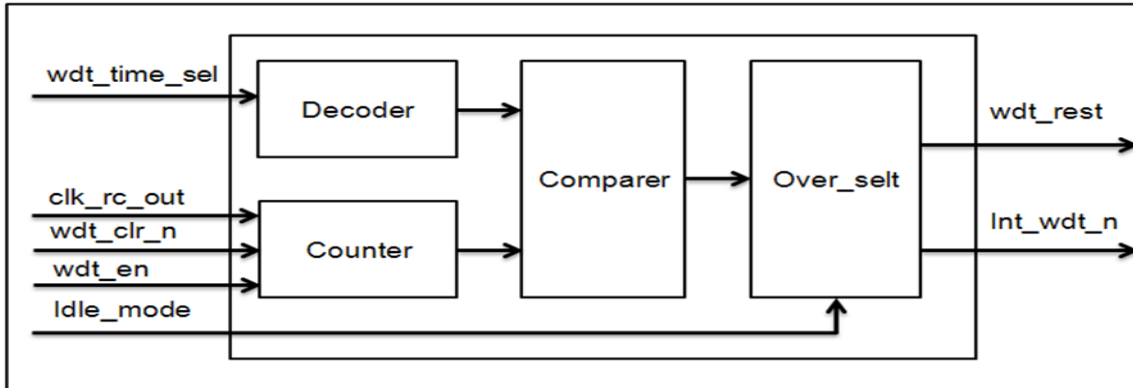 wdt_time_sel
Decoder
wdt_rest
clk_rc_out
Comparer
Over_selt
wdt_clr_n
Counter
Int_wdt_n
wdt_en
Idle_mode